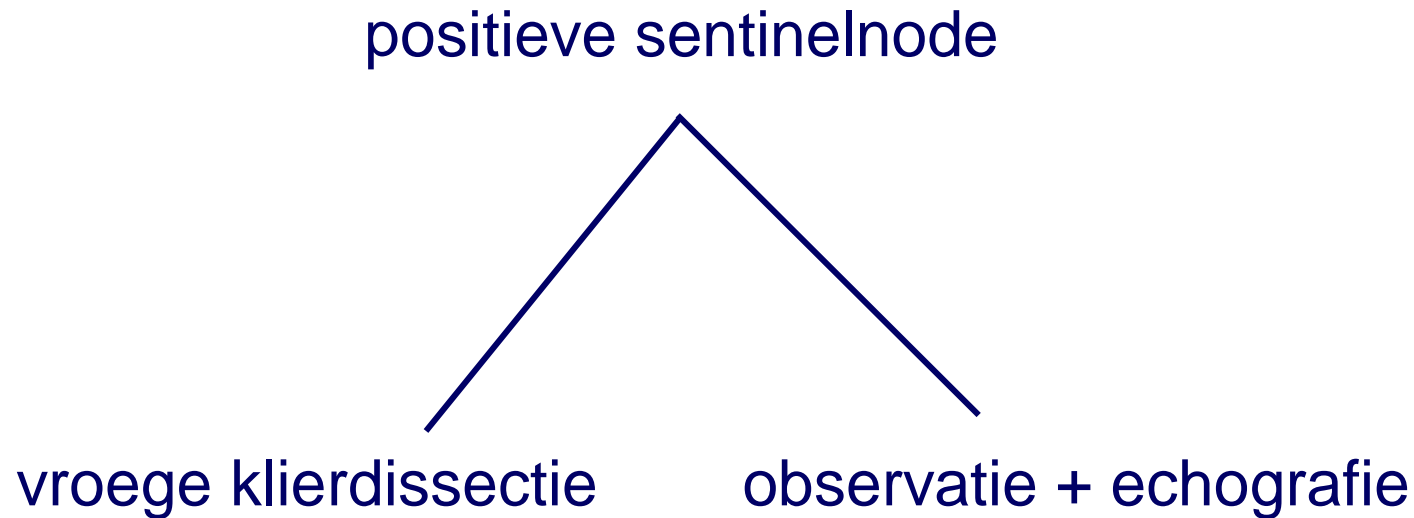 positieve sentinelnode
vroege klierdissectie
observatie + echografie